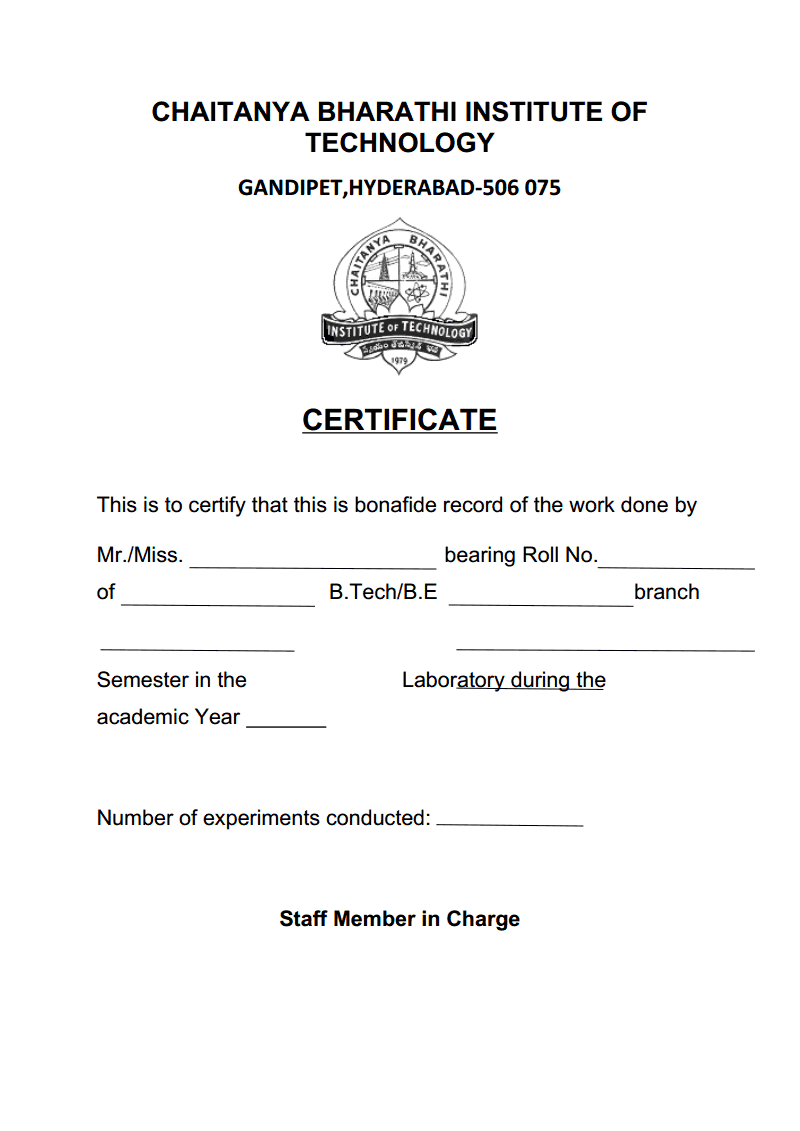 CHAITANYA BHARATHI INSTITUTE OF
TECHNOLOGY
GANDIPET,HYDERABAD-506 075
CHAITANYA BHARATHI
INSTITUTE OF TECHNOLOGY
1979
CERTIFICATE
This is to certify that this is bonafide record of the work done by
Mr./Miss. ____________________ bearing Roll No._____________
of ________________ B.Tech/B.E _______________branch
________________ ________________________
Semester in the Laboratory during the
academic Year _______
Number of experiments conducted: ____________
Staff Member in Charge